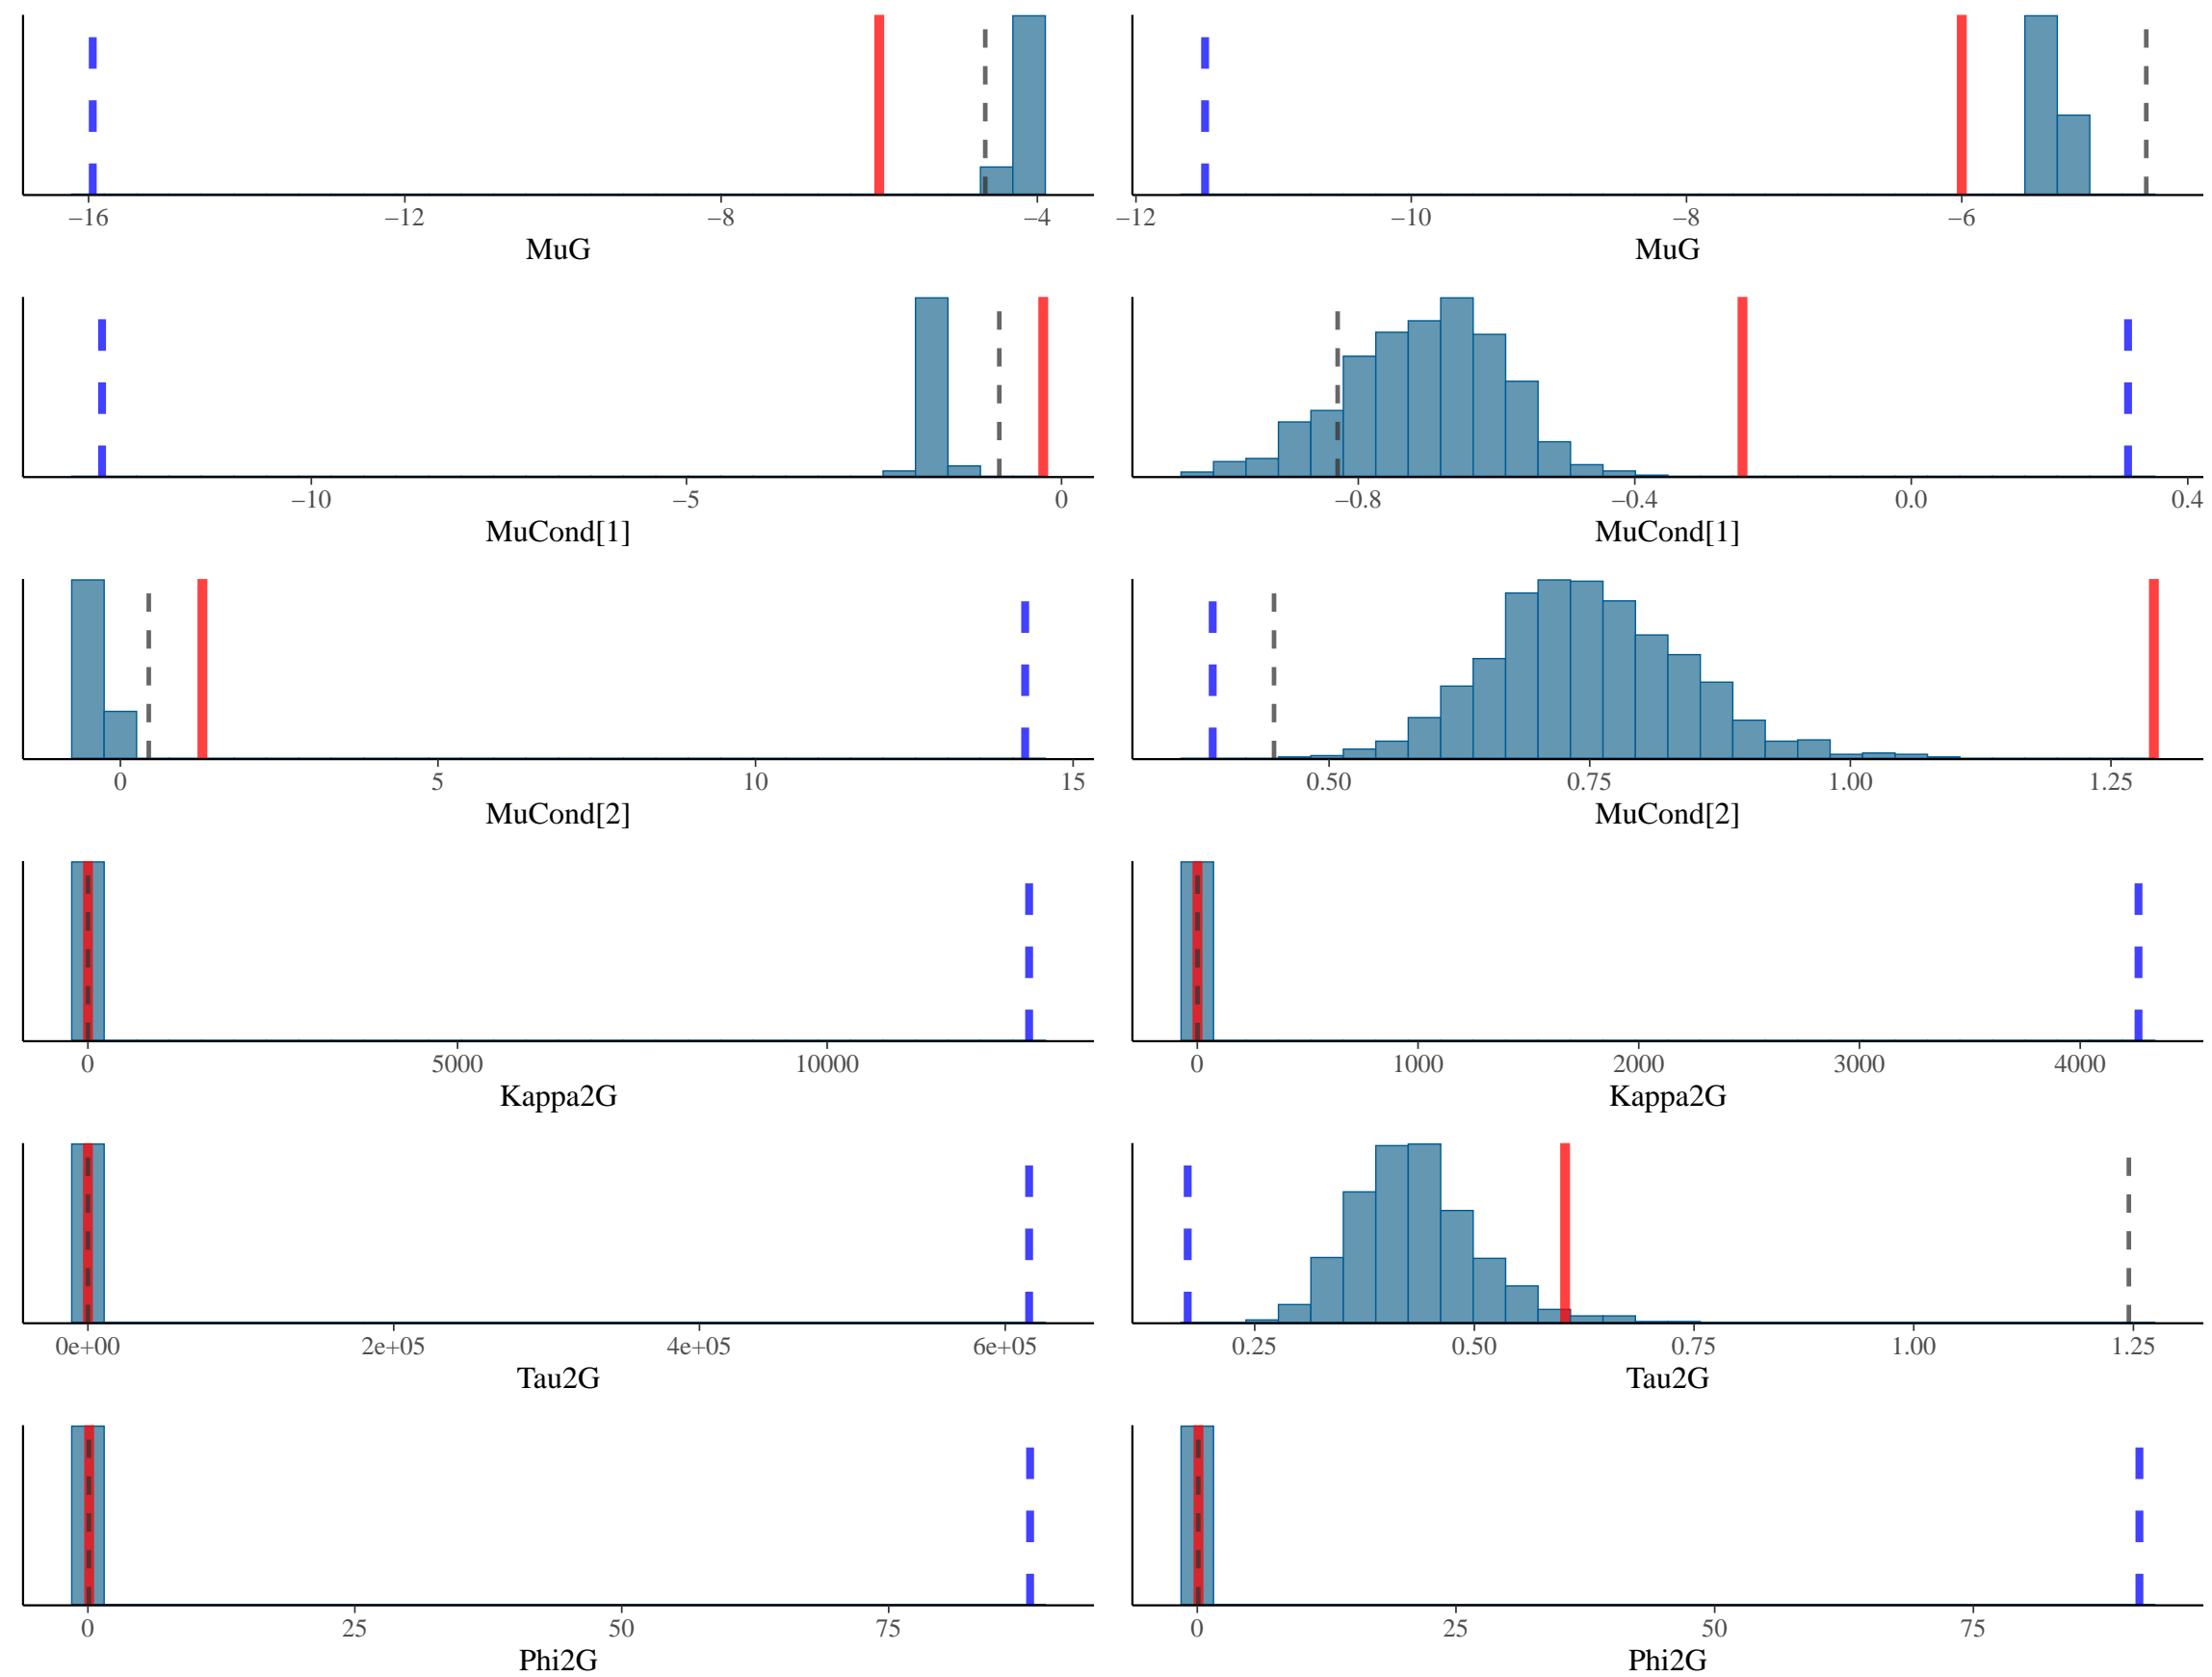 −16 −12 −8 −4 −12 −10 −8 −6
MuG MuG
−10 −5 0 −0.8 −0.4 0.0 0.4
MuCond[1] MuCond[1]
0 5 10 15 0.50 0.75 1.00 1.25
MuCond[2] MuCond[2]
0 5000 10000 0 1000 2000 3000 4000
Kappa2G Kappa2G
0e+00 2e+05 4e+05 6e+05 0.25 0.50 0.75 1.00 1.25
Tau2G Tau2G
0 25 50 75 0 25 50 75
Phi2G Phi2G